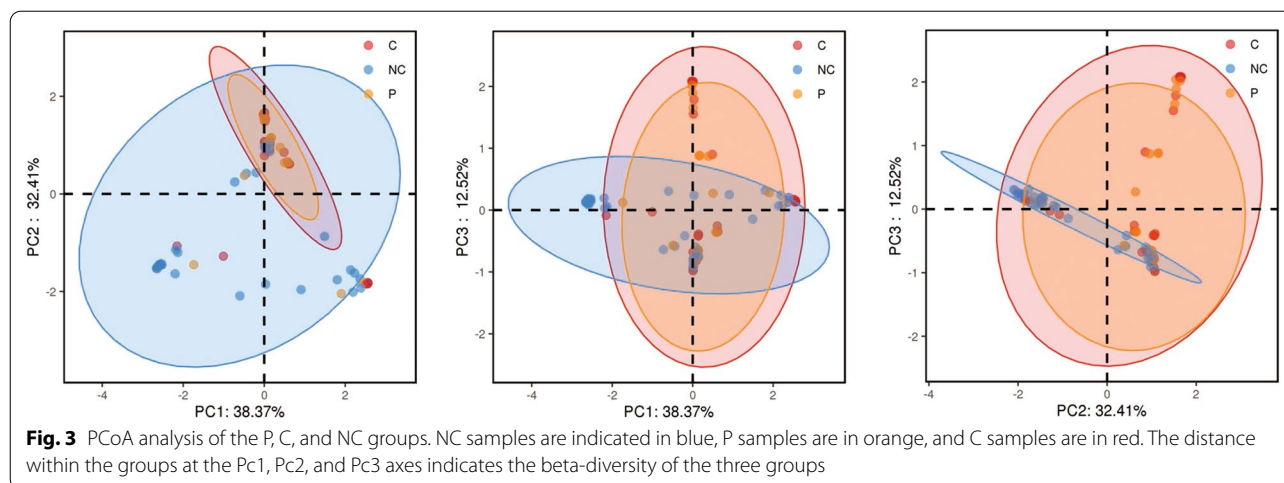 C
NC
P
2
0
-2
PC2 : 32.41%
-4
-2
0
2
PC1: 38.37%
C
NC
P
2
1
0
-1
-2
PC3 : 12.52%
-4
-2
0
2
PC1: 38.37%
C
NC
P
2
1
0
-1
-2
PC3 : 12.52%
-4
-2
0
2
PC2: 32.41%
Fig. 3 PCoA analysis of the P, C, and NC groups. NC samples are indicated in blue, P samples are in orange, and C samples are in red. The distance
within the groups at the Pc1, Pc2, and Pc3 axes indicates the beta-diversity of the three groups